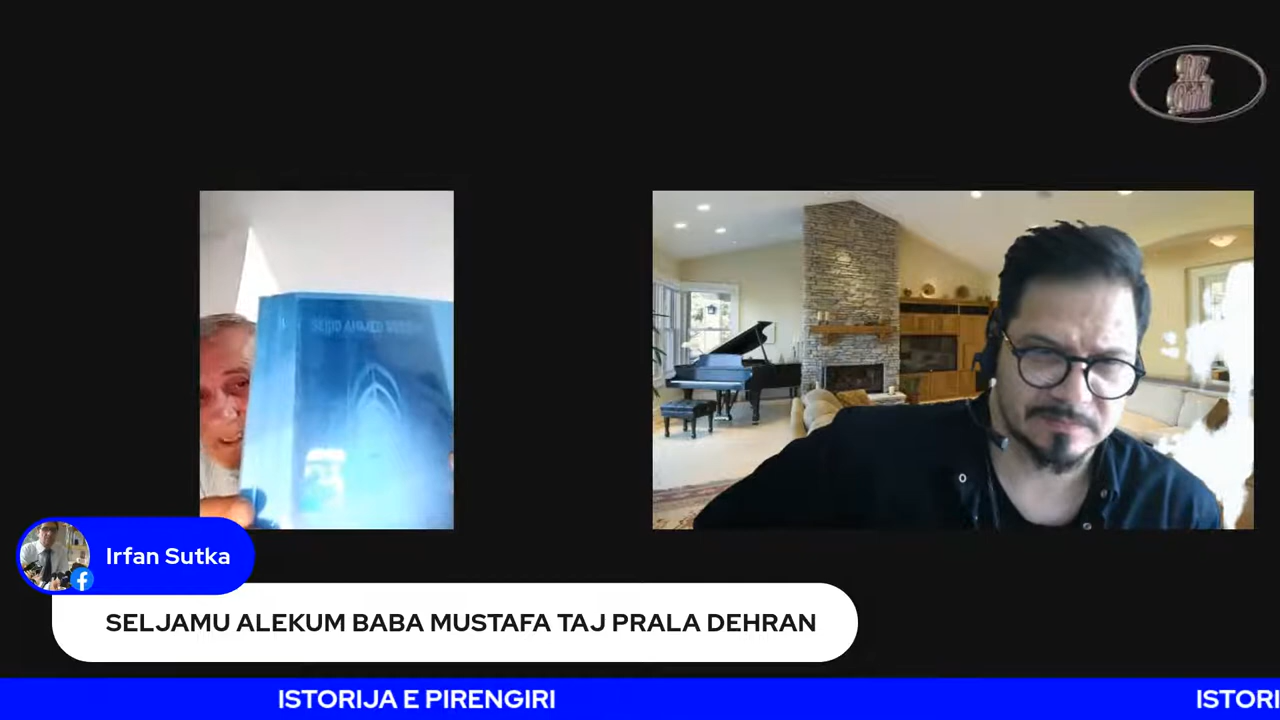 Irfan Sutka
SELJAMU ALEKUM BABA MUSTAFA TAJ PRALA DEHRAN
ISTORIJA E PIRENGIRI
ISTORI